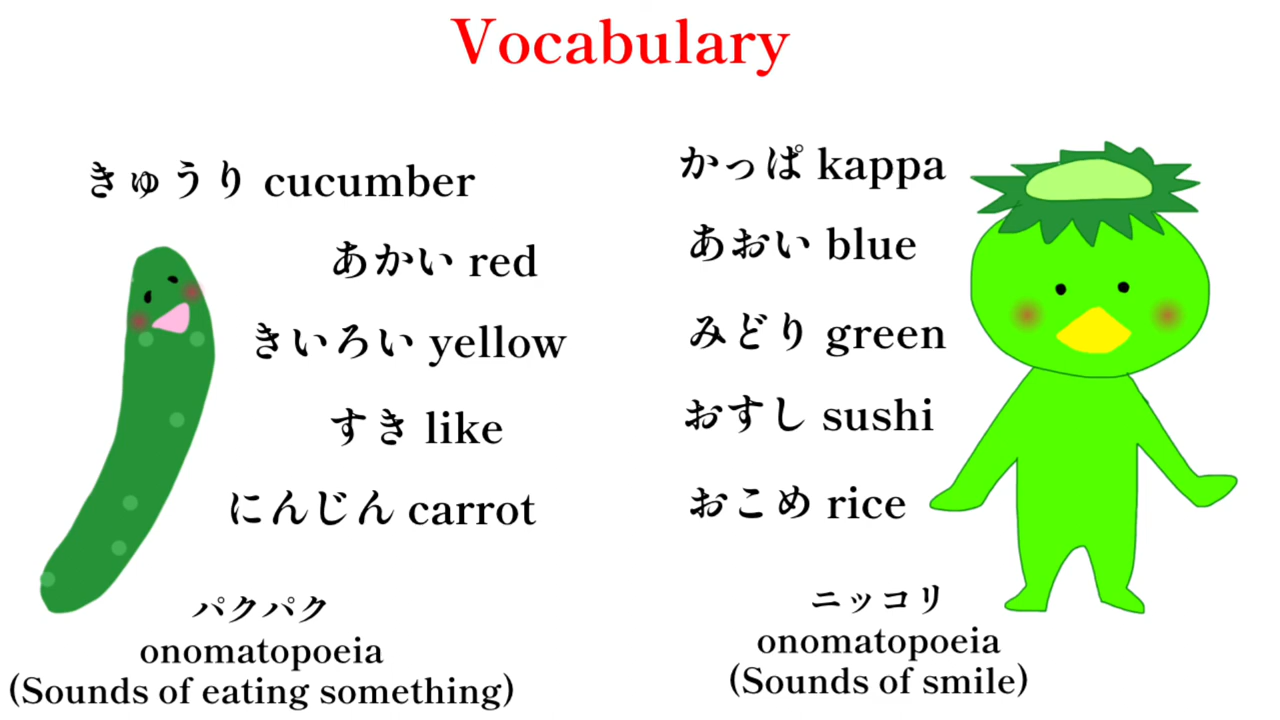 Vocabulary
きゅうり cucumber
あかい red
きいろい yellow
すき like
にんじん carrot
パクパク
onomatopoeia
(Sounds of eating something)
かっぱ kappa
あおい blue
みどり green
おすし sushi
おこめ rice
ニッコリ
onomatopoeia
(Sounds of smile)